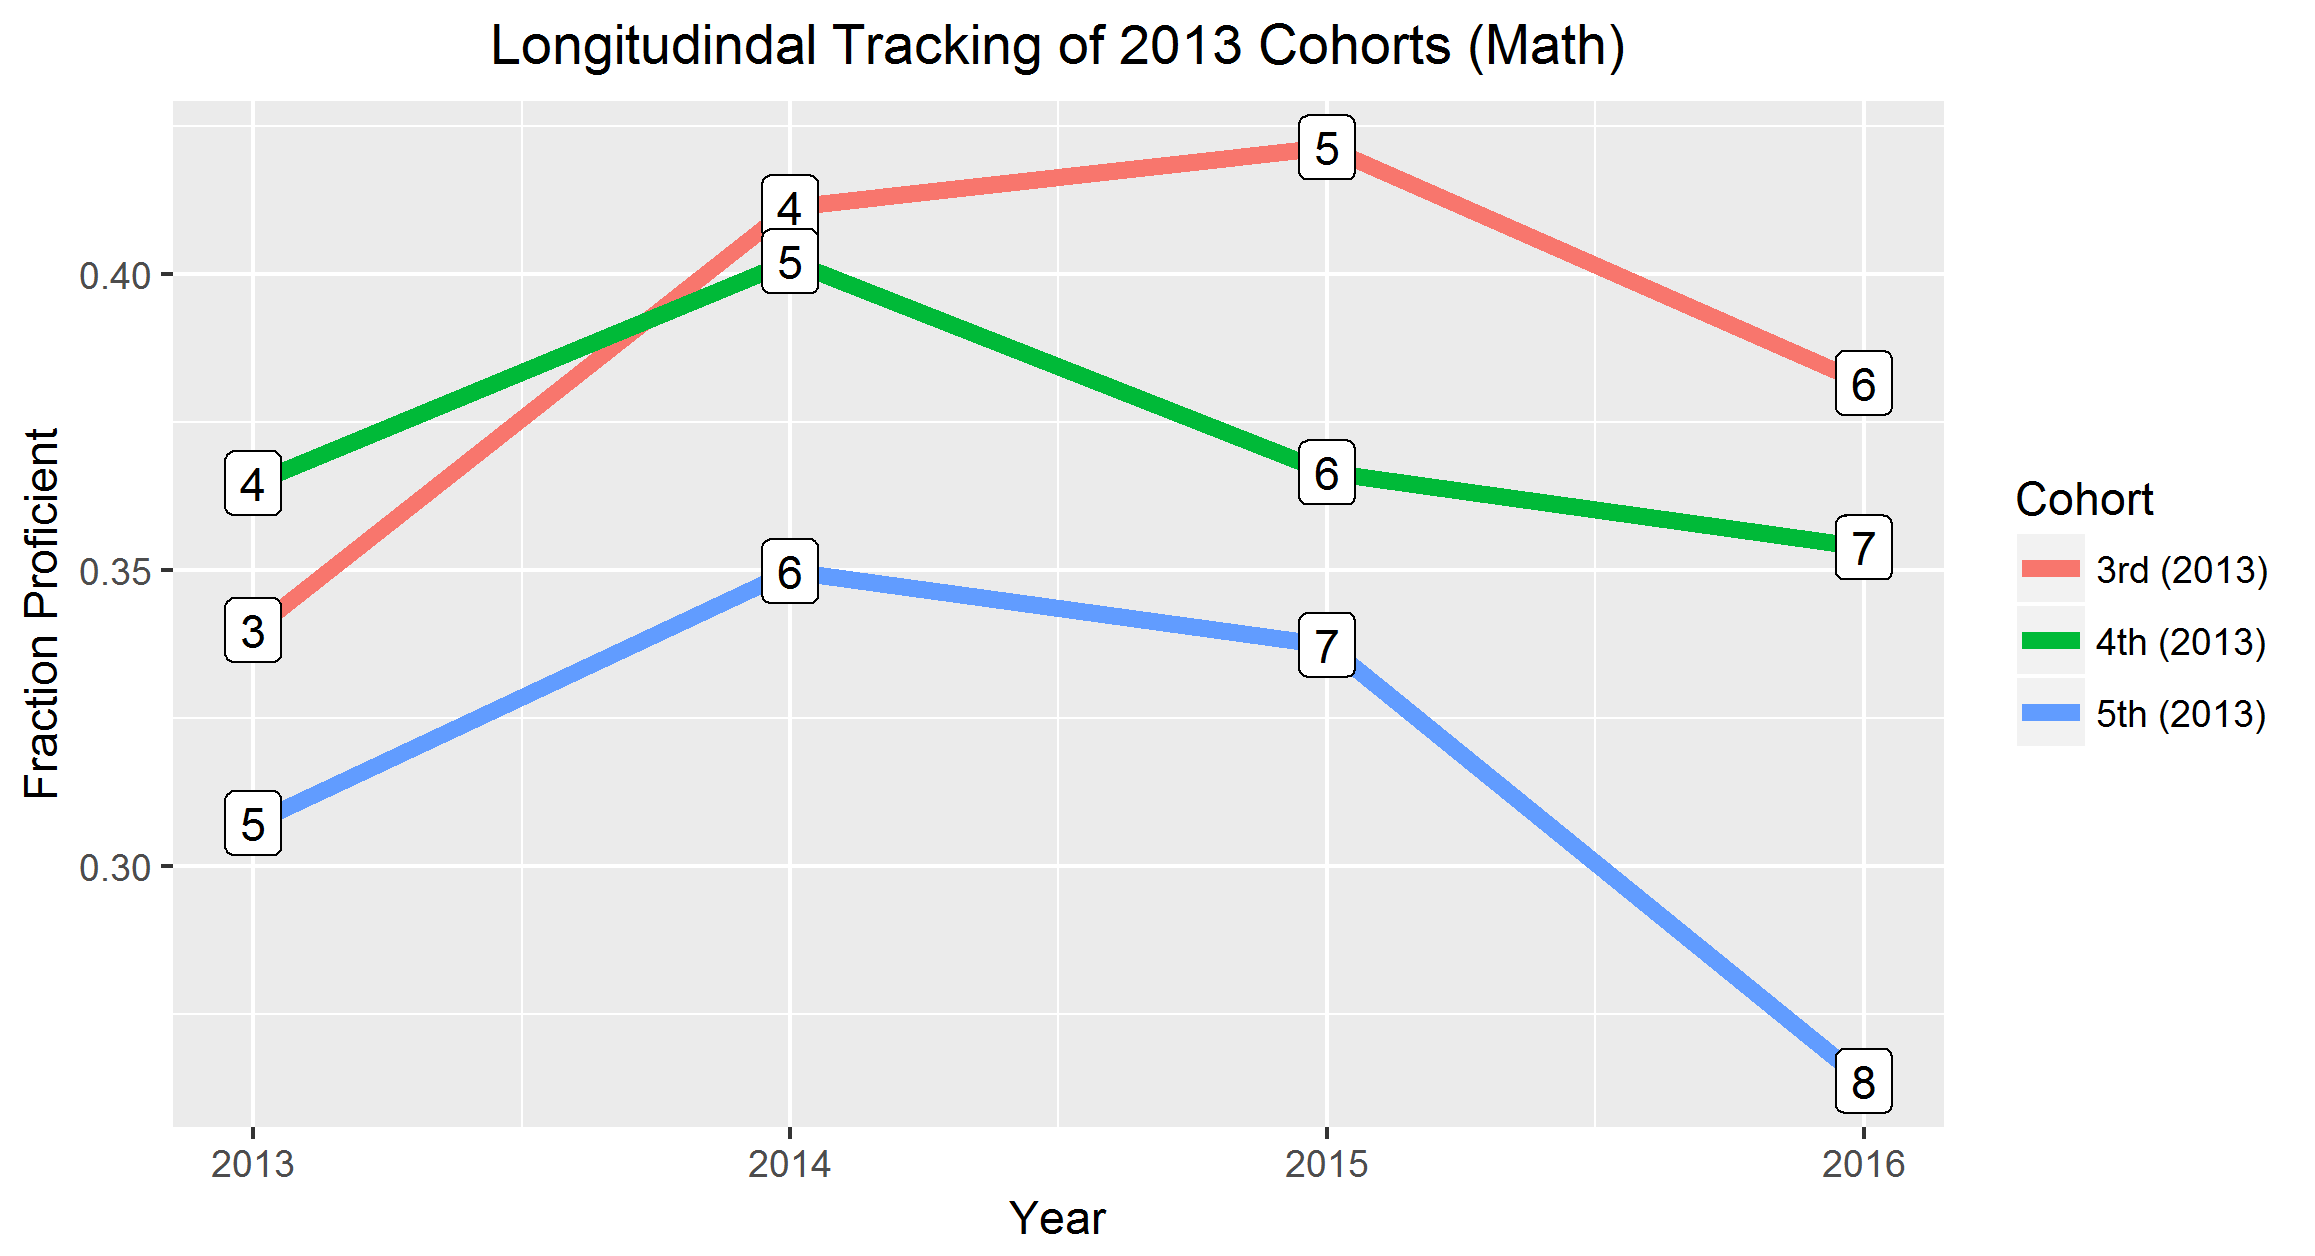 Longitudindal Tracking of 2013 Cohorts (Math)
Fraction Proficient
0.40
0.35
0.30
4
3
5
4
5
6
5
6
7
6
7
8
2013 2014 2015 2016
Year
Cohort
3rd (2013)
4th (2013)
5th (2013)